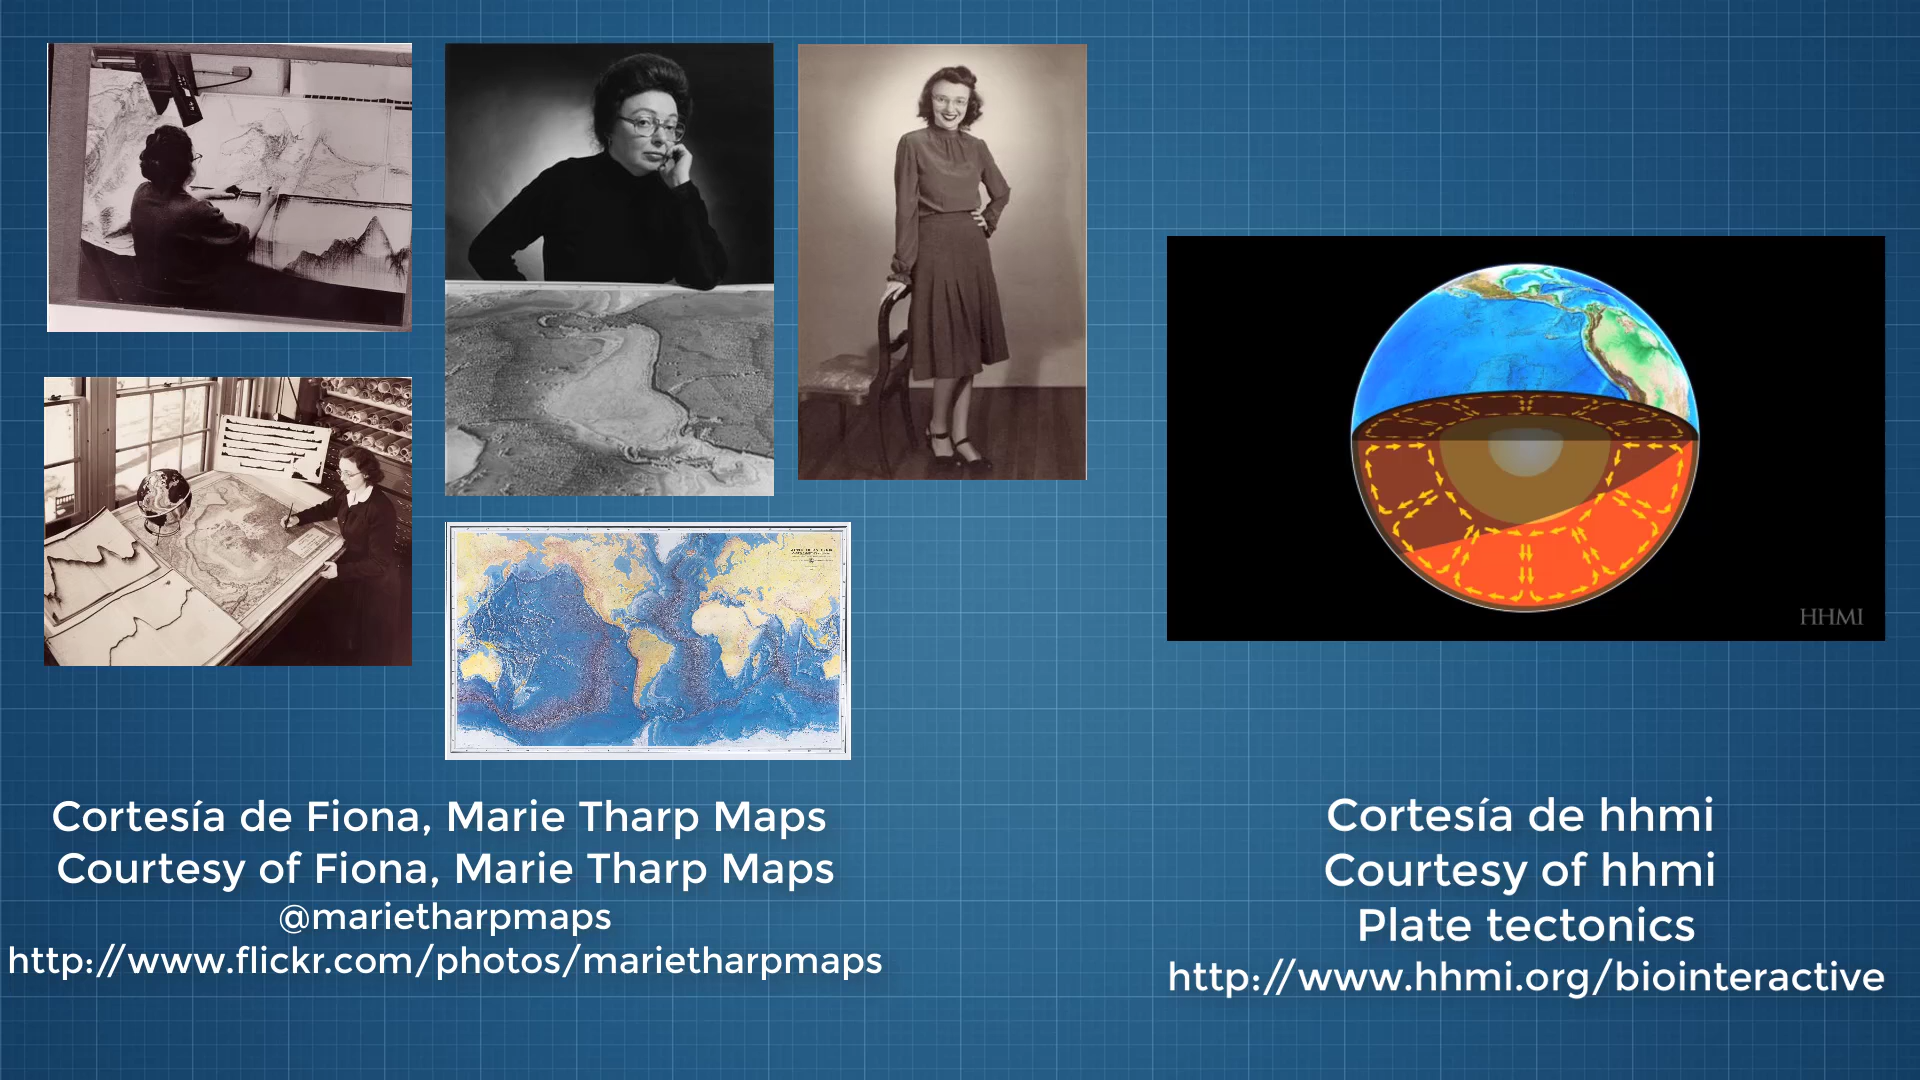 HHMI
Cortesía de Fiona, Marie Tharp Maps
Courtesy of Fiona, Marie Tharp Maps
@marietharpmaps
http://www.flickr.com/photos/marietharpmaps
Cortesía de hhmi
Courtesy of hhmi
Plate tectonics
http://www.hhmi.org/biointeractive